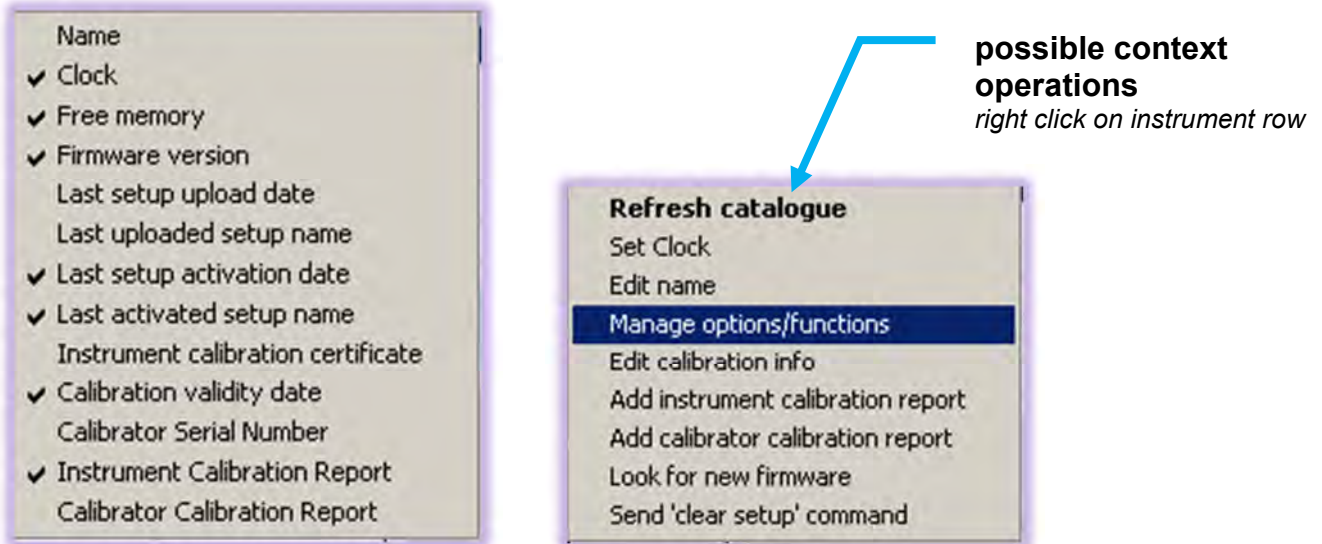 Name
Clock
Free memory
Firmware version
Last setup upload date
Last uploaded setup name
Last setup activation date
Last activated setup name
Instrument calibration certificate
Calibration validity date
Calibrator Serial Number
Instrument Calibration Report
Calibrator Calibration Report
possible context
operations
right click on instrument row
Refresh catalogue
Set Clock
Edit name
Manage options/functions
Edit calibration info
Add instrument calibration report
Add calibrator calibration report
Look for new firmware
Send 'clear setup' command